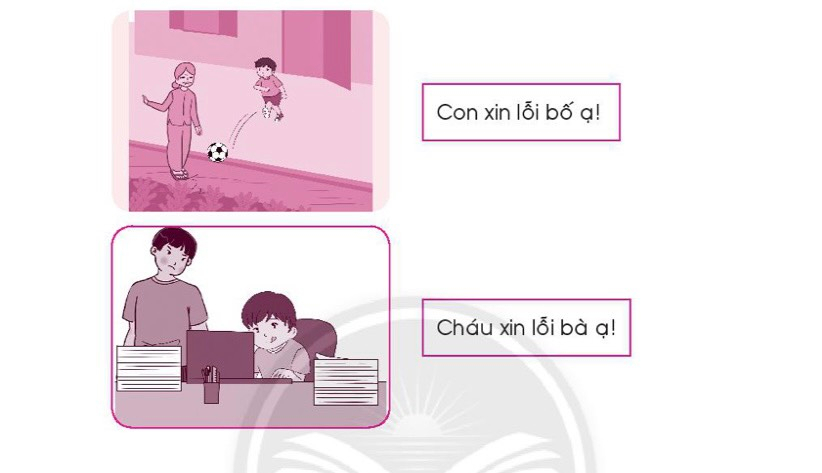 Con xin lỗi bố ạ!
Cháu xin lỗi bà ạ!